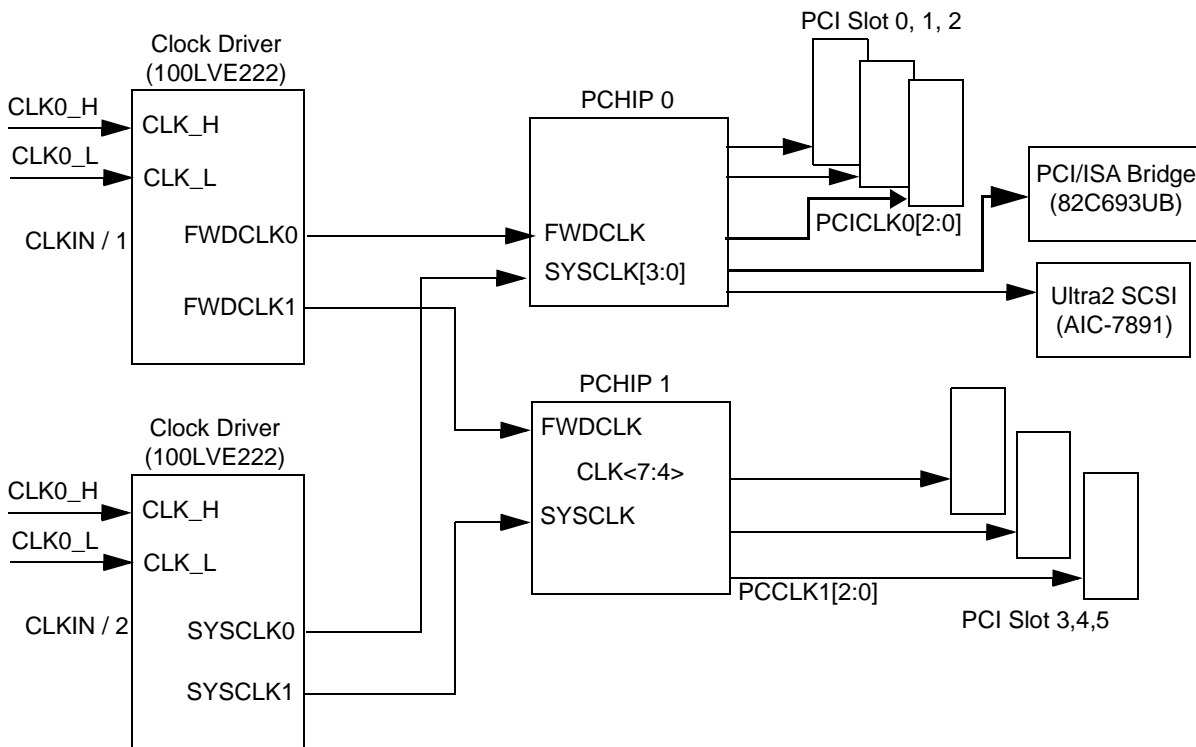 PCI Slot 0, 1, 2
Clock Driver
(100LVE222)
PCHIP 0
CLK0_H
CLK_H
CLK0_L
CLK_L
PCI/ISA Bridge
(82C693UB)
CLKIN / 1
FWDCLK0
FWDCLK
PCICLK0[2:0]
SYSCLK[3:0]
FWDCLK1
Ultra2 SCSI
(AIC-7891)
PCHIP 1
Clock Driver
(100LVE222)
FWDCLK
CLK<7:4>
CLK0_H
CLK_H
SYSCLK
CLK0_L
CLK_L
PCCLK1[2:0]
CLKIN / 2
SYSCLK0
PCI Slot 3,4,5
SYSCLK1